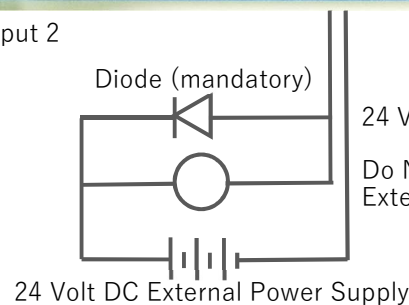 put 2
Diode (mandatory)
24 V
Do N
Exte
24 Volt DC External Power Supply